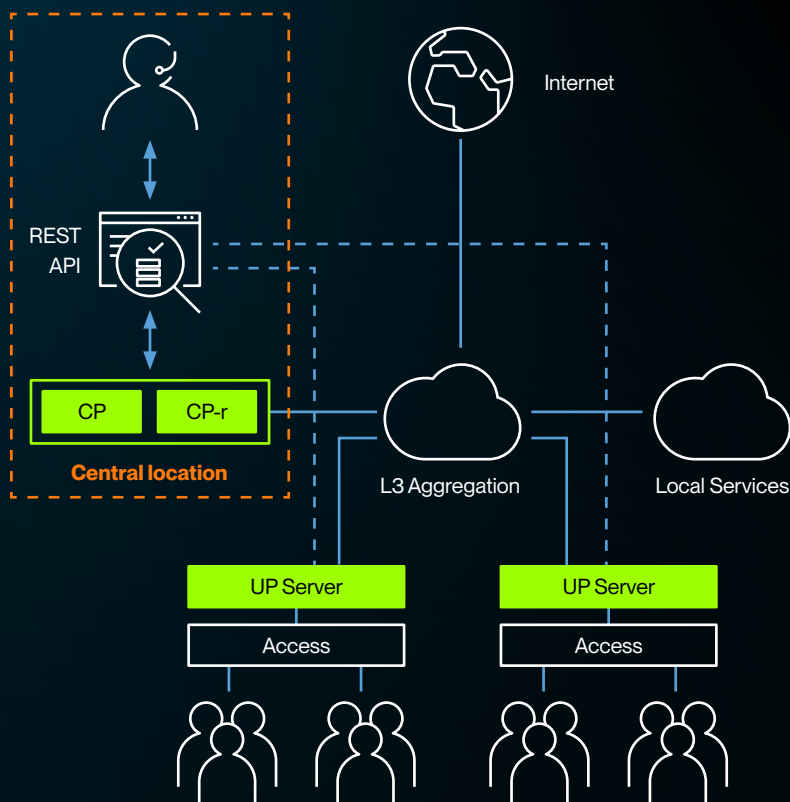 Internet
REST
API
CP
CP-r
Central location
L3 Aggregation
Local Services
UP Server
UP Server
Access
Access